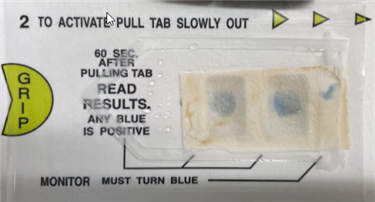 2 TO ACTIVATE PULL TAB SLOWLY OUT
60 SEC.
AFTER
PULLING TAB
READ
RESULTS.
ANY BLUE
IS POSITIVE
GRIP
MONITOR MUST TURN BLUE